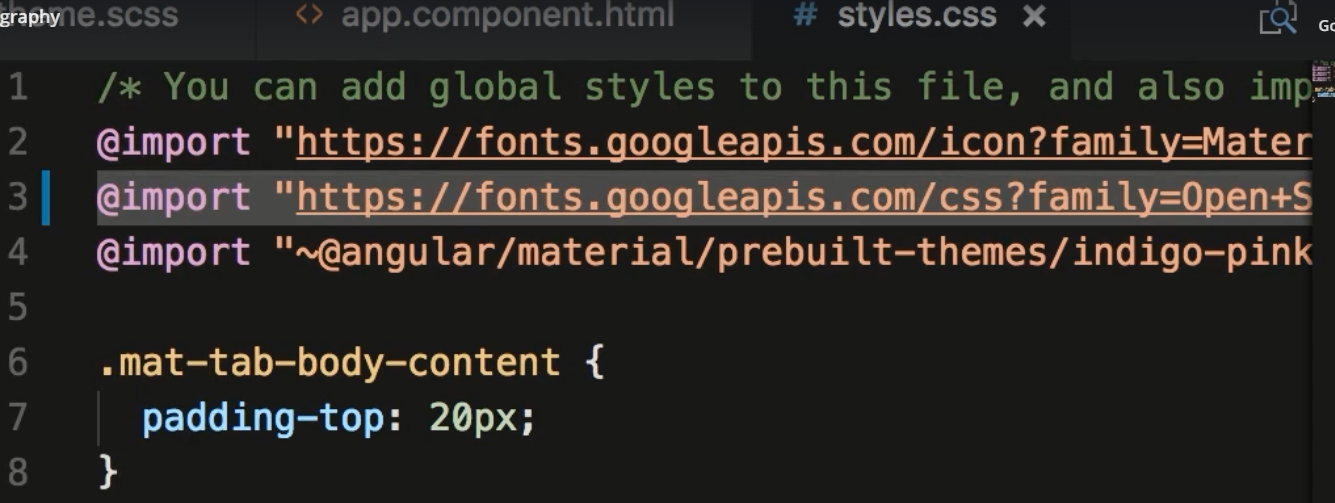 graphy
heme.scss <> app.component.html # styles.css ×
Go
1 /* You can add global styles to this file, and also imp
2 @import "https://fonts.googleapis.com/icon?family=Mater
3 @import "https://fonts.googleapis.com/css?family=Open+S
4 @import "~@angular/material/prebuilt-themes/indigo-pink
5
6 .mat-tab-body-content {
7 padding-top: 20px;
8 }